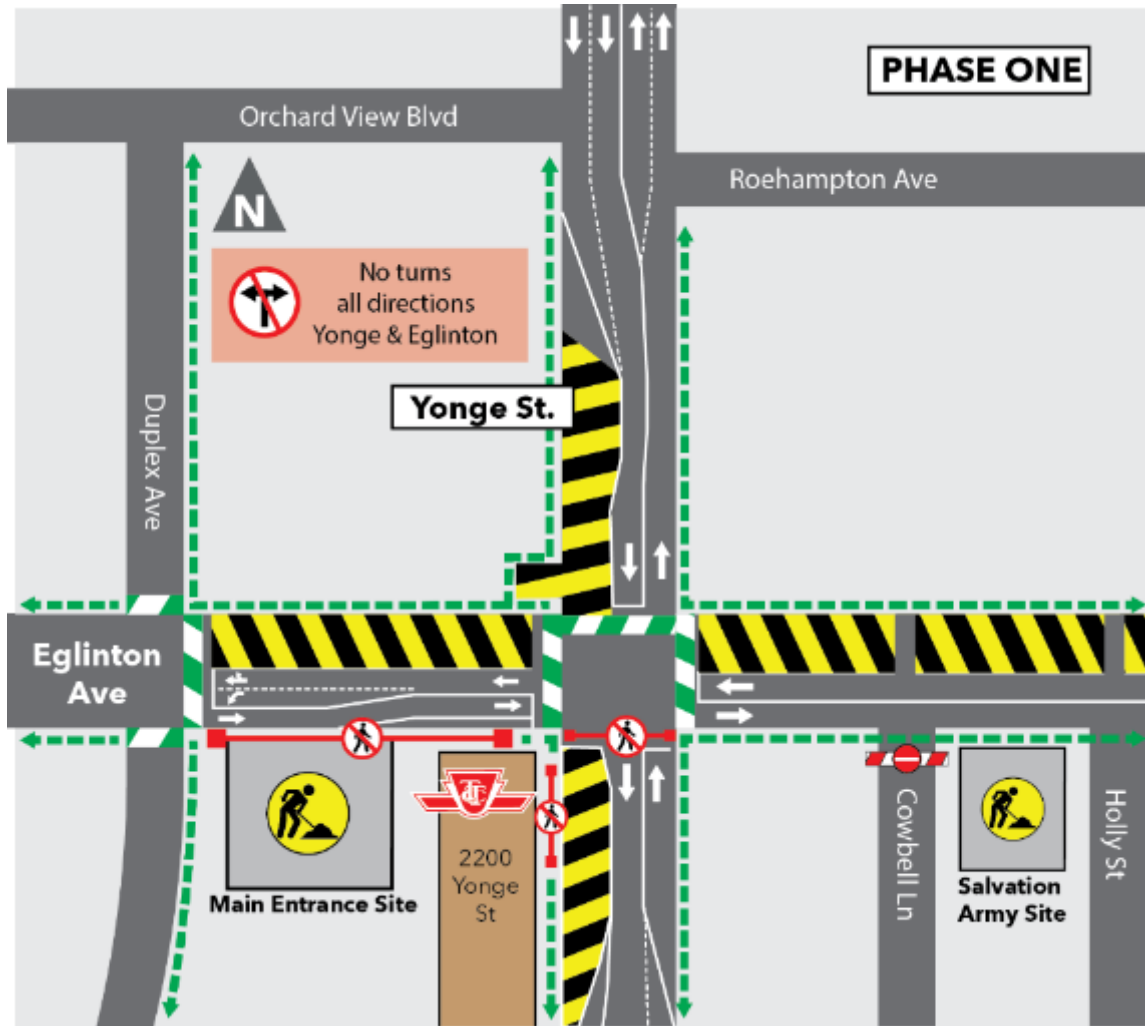 PHASE ONE
Orchard View Blvd
Roehampton Ave
N
No turns
all directions
Yonge & Eglinton
Yonge St.
Duplex Ave
Eglinton
Ave
TTC
2200
Yonge
St
Main Entrance Site
Cowbell Ln
Salvation
Army Site
Holly St